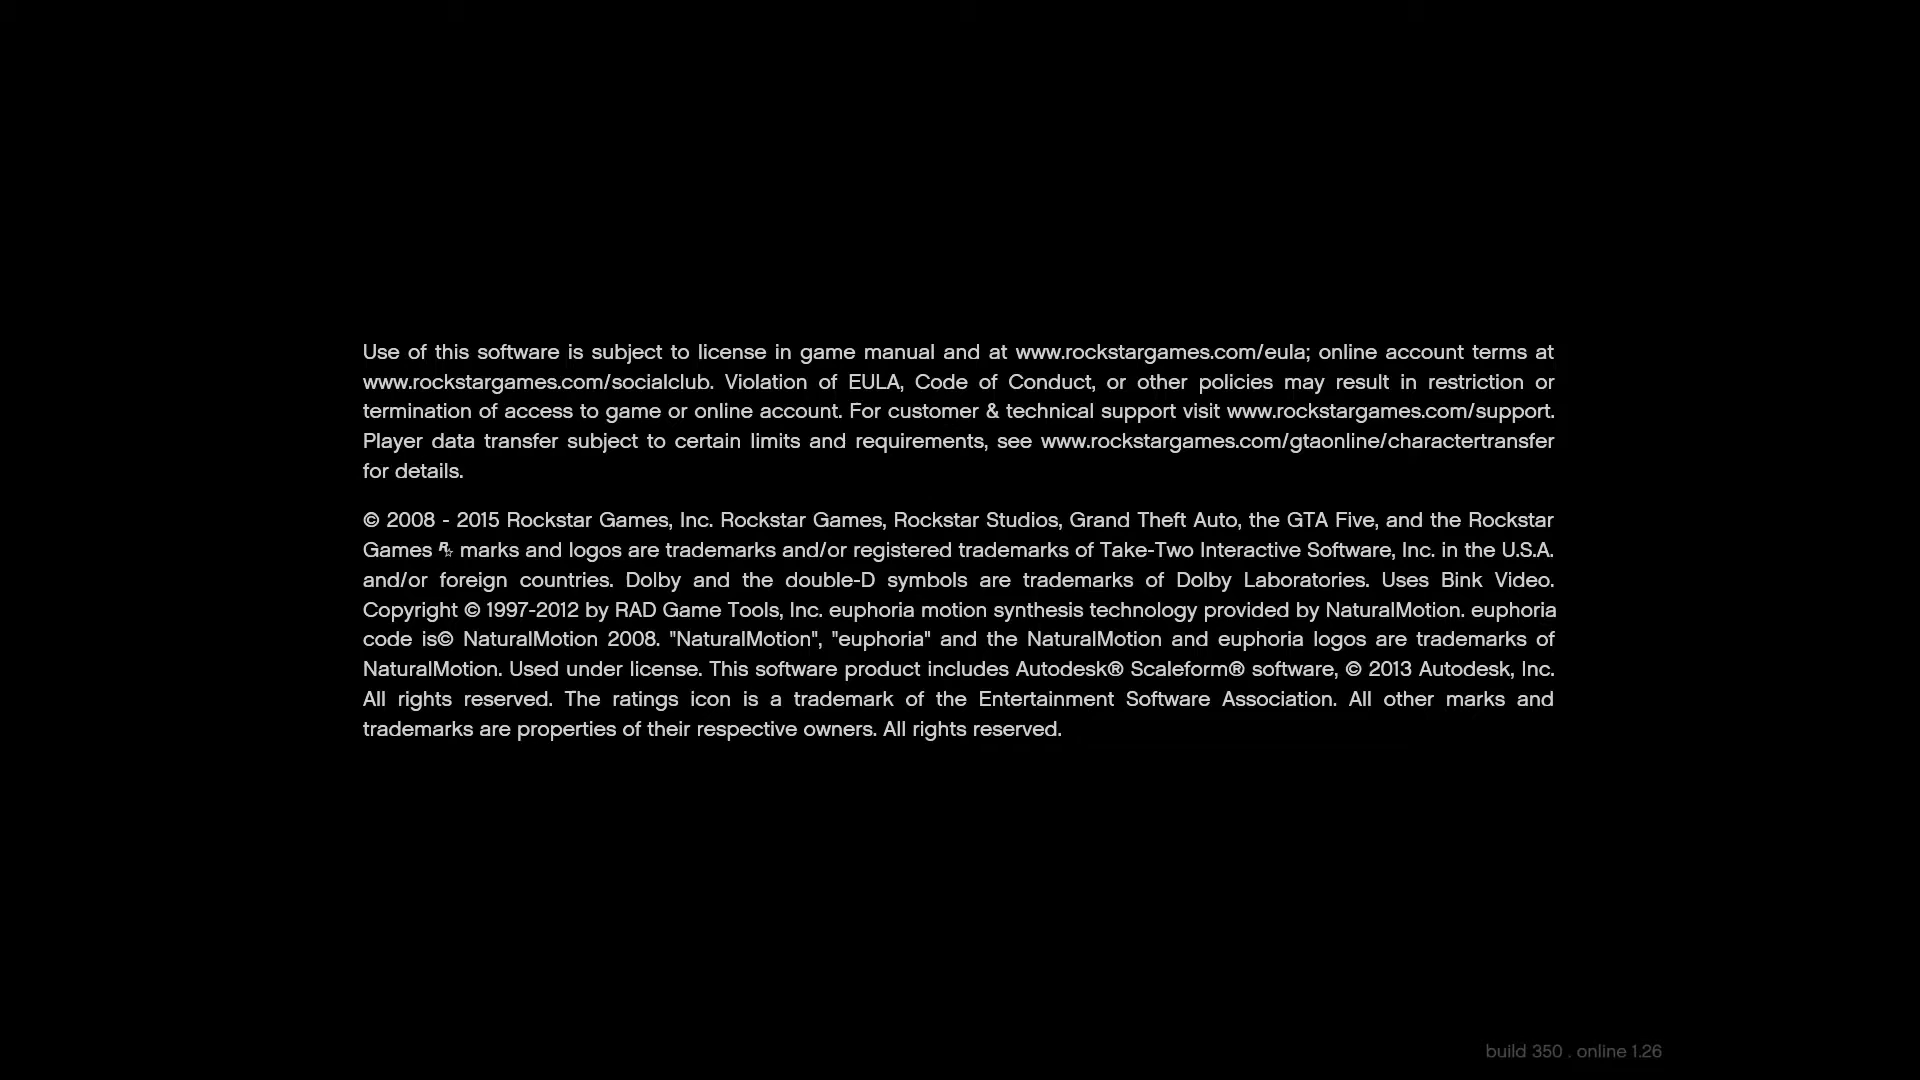 Use of this software is subject to license in game manual and at www.rockstargames.com/eula; online account terms at
www.rockstargames.com/socialclub. Violation of EULA, Code of Conduct, or other policies may result in restriction or
termination of access to game or online account. For customer & technical support visit www.rockstargames.com/support.
Player data transfer subject to certain limits and requirements, see www.rockstargames.com/gtaonline/charactertransfer
for details.
© 2008 - 2015 Rockstar Games, Inc. Rockstar Games, Rockstar Studios, Grand Theft Auto, the GTA Five, and the Rockstar
Games R* marks and logos are trademarks and/or registered trademarks of Take-Two Interactive Software, Inc. in the U.S.A.
and/or foreign countries. Dolby and the double-D symbols are trademarks of Dolby Laboratories. Uses Bink Video.
Copyright © 1997-2012 by RAD Game Tools, Inc. euphoria motion synthesis technology provided by NaturalMotion. euphoria
code is© NaturalMotion 2008. "NaturalMotion", "euphoria" and the NaturalMotion and euphoria logos are trademarks of
NaturalMotion. Used under license. This software product includes Autodesk® Scaleform® software, © 2013 Autodesk, Inc.
All rights reserved. The ratings icon is a trademark of the Entertainment Software Association. All other marks and
trademarks are properties of their respective owners. All rights reserved.
build 350 . online 1.26